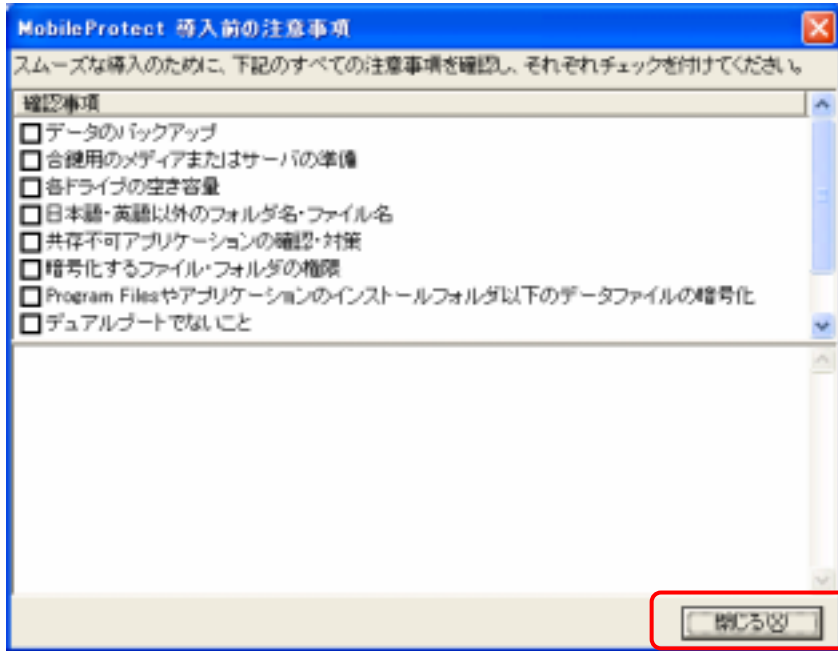 MobileProtect 導入前の注意事項
スムーズな導入のために、下記のすべての注意事項を確認し、それぞれチェックを付けてください。
確認事項
データのバックアップ
合鍵用のメディアまたはサーバの準備
各ドライブの空き容量
日本語・英語以外のフォルダ名・ファイル名
共存不可アプリケーションの確認・対策
暗号化するファイル・フォルダの権限
Program Filesやアプリケーションのインストールフォルダ以下のデータファイルの暗号化
デュアルブートでないこと
閉じる(X)